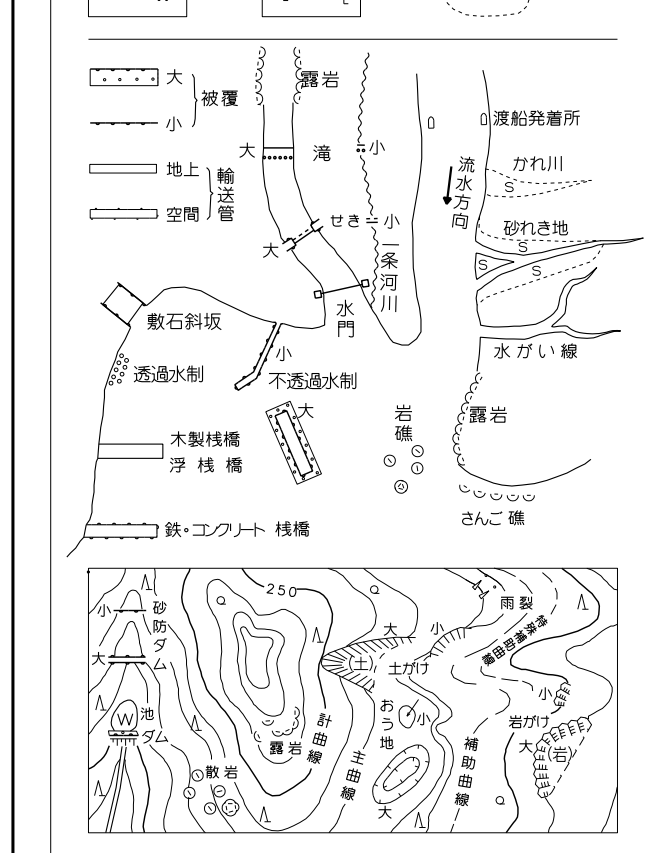 大
被覆
小
露岩
渡船発着所
地上
輸送管
空間
大
滝
小
かれ川
流水方向
S
せき
小
砂れき地
S
大
一条河川
S
S
敷石斜坂
水門
小
水がい線
透過水制
不透過水制
大
岩礁
露岩
木製桟橋
浮桟橋
さんご礁
鉄・コンクリート桟橋
250
小
砂防ダム
大
小
雨裂
特殊補助曲線
大
(土)
土がけ
小
W
池
ダム
おう地
小
岩がけ
大
(岩)
露岩
計曲線
主曲線
補助曲線
散岩
大